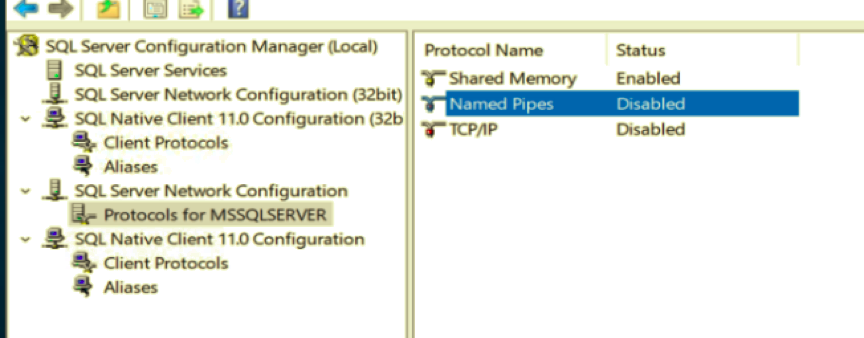 SQL Server Configuration Manager (Local)
SQL Server Services
SQL Server Network Configuration (32bit)
SQL Native Client 11.0 Configuration (32b
Client Protocols
Aliases
SQL Server Network Configuration
Protocols for MSSQLSERVER
SQL Native Client 11.0 Configuration
Client Protocols
Aliases
Protocol Name Status
Shared Memory Enabled
Named Pipes Disabled
TCP/IP Disabled